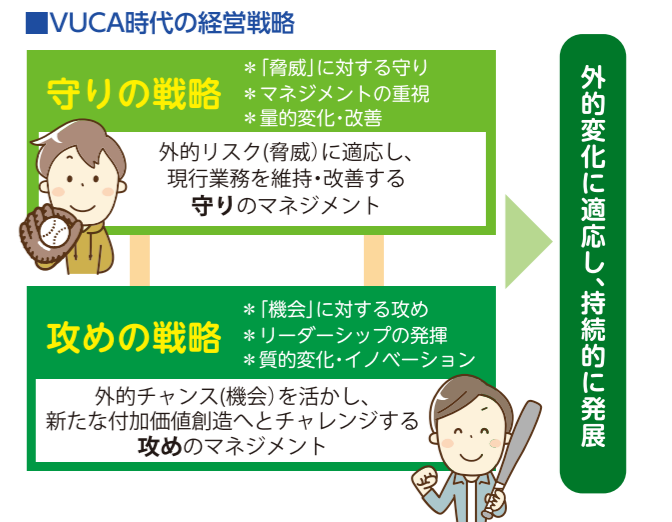 ■VUCA時代の経営戦略
守りの戦略
＊「脅威」に対する守り
＊マネジメントの重視
＊量的変化・改善
外的リスク(脅威)に適応し、
現行業務を維持・改善する
守りのマネジメント
攻めの戦略
＊「機会」に対する攻め
＊リーダーシップの発揮
＊質的変化・イノベーション
外的チャンス(機会)を活かし、
新たな付加価値創造へとチャレンジする
攻めのマネジメント
外的変化に適応し、持続的に発展